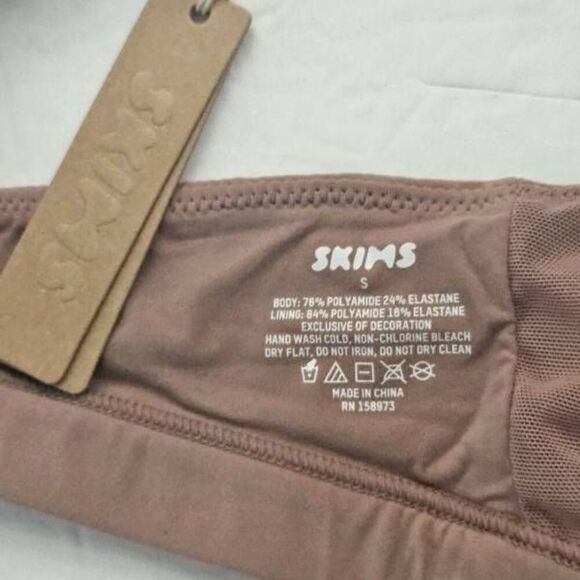 SKIMS
SKIMS
S
BODY: 76% POLYAMIDE 24% ELASTANE
LINING: 84% POLYAMIDE 16% ELASTANE
EXCLUSIVE OF DECORATION
HAND WASH COLD, NON-CHLORINE BLEACH
DRY FLAT, DO NOT IRON, DO NOT DRY CLEAN
MADE IN CHINA
RN 158973